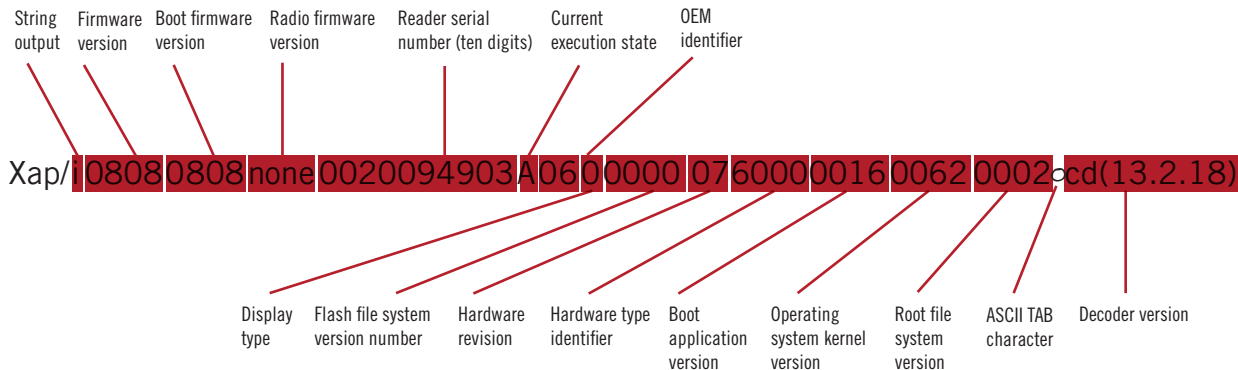 String output
Firmware version
Boot firmware version
Radio firmware version
Reader serial number (ten digits)
Current execution state
OEM identifier
Xap/i 0808 0808 none 0020094903 A 06 0 0000 07 6000 0016 0062 0002 cd(13.2.18)
Display type
Flash file system version number
Hardware revision
Hardware type identifier
Boot application version
Operating system kernel version
Root file system version
ASCII TAB character
Decoder version